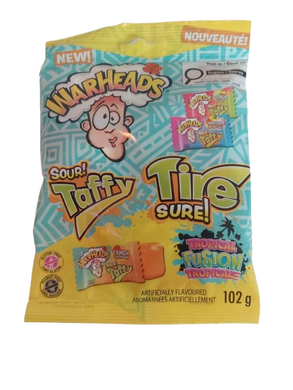 NEW!
NOUVEAUTÉ!
WARHEADS
SOUR!
Taffy
Tire
SURE!
TROPICAL
FUSION
TROPICALE
ARTIFICIALLY FLAVOURED
AROMATISÉES ARTIFICIELLEMENT
102 g